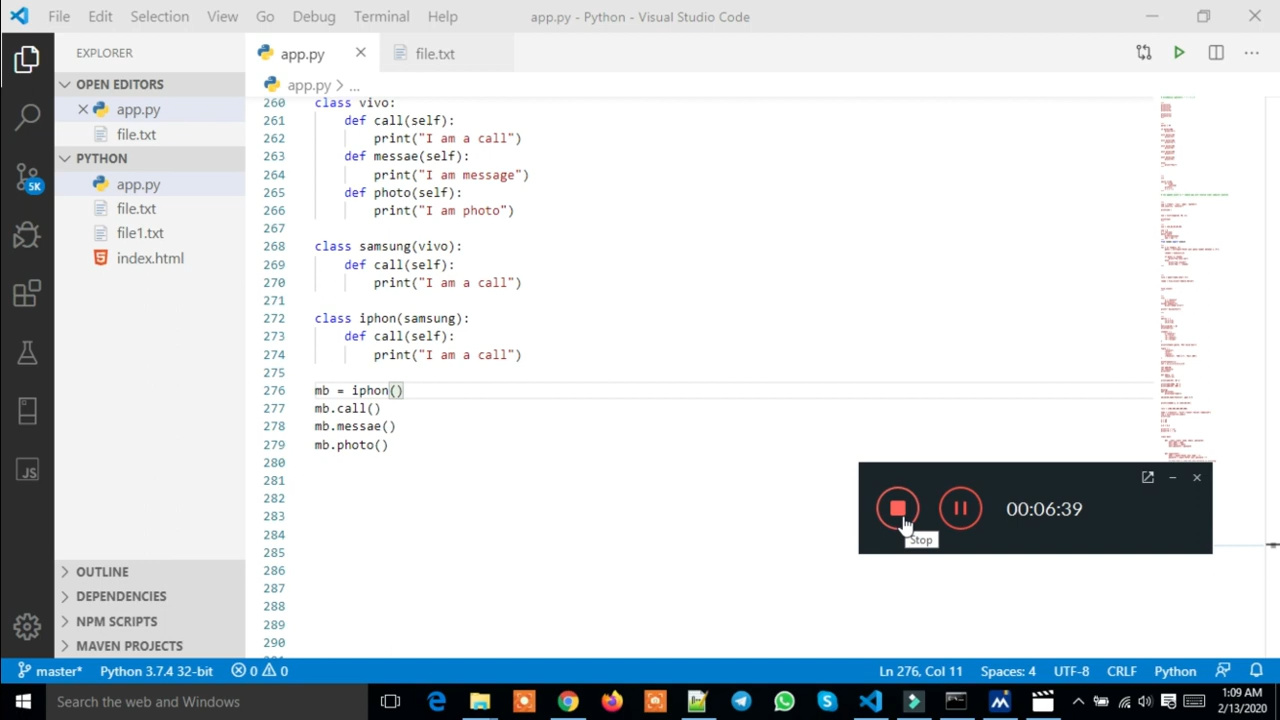 File Edit Selection View Go Debug Terminal Help
app.py - Python - Visual Studio Code
EXPLORER
OPEN EDITORS
app.py
file.txt
PYTHON
5K
app.py
file.txt
file1.txt
index.html
OUTLINE
DEPENDENCIES
NPM SCRIPTS
MAVEN PROJECTS
JS
app.py
file.txt
app.py > ...
260 class vivo:
261 def call(self):
262 print("I am a call")
263 def messae(self):
264 print("I am message")
265 def photo(self):
266 print("I am photo")
267
268 class samsung(vivo):
269 def call(self):
270 print("I am a call")
271
272 class iphon(samsung):
273 def call(self):
274 print("I am a call")
275
276 mb = iphon()
277 mb.call()
278 mb.messae()
279 mb.photo()
280
281
282
283
284
285
286
287
288
289
290
00:06:39
Stop
master* Python 3.7.4 32-bit 0 0
Ln 276, Col 11 Spaces: 4 UTF-8 CRLF Python
Search the web and Windows
1:09 AM
2/13/2020